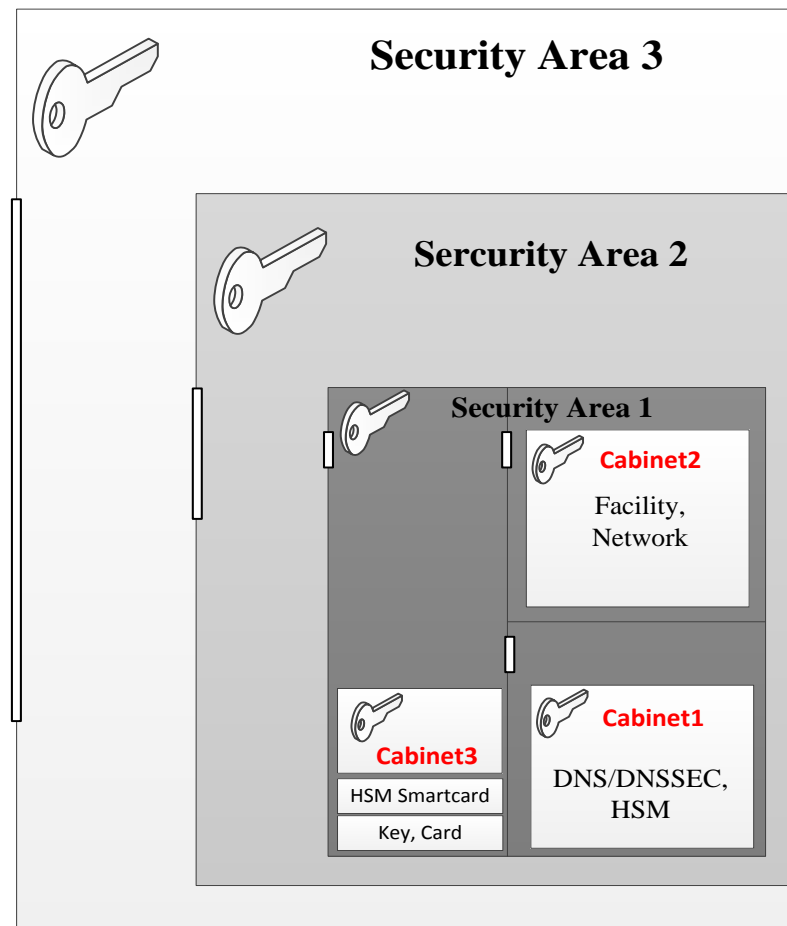 Security Area 3
Sercurity Area 2
Security Area 1
Cabinet2
Facility,
Network
Cabinet3
HSM Smartcard
Key, Card
Cabinet1
DNS/DNSSEC,
HSM